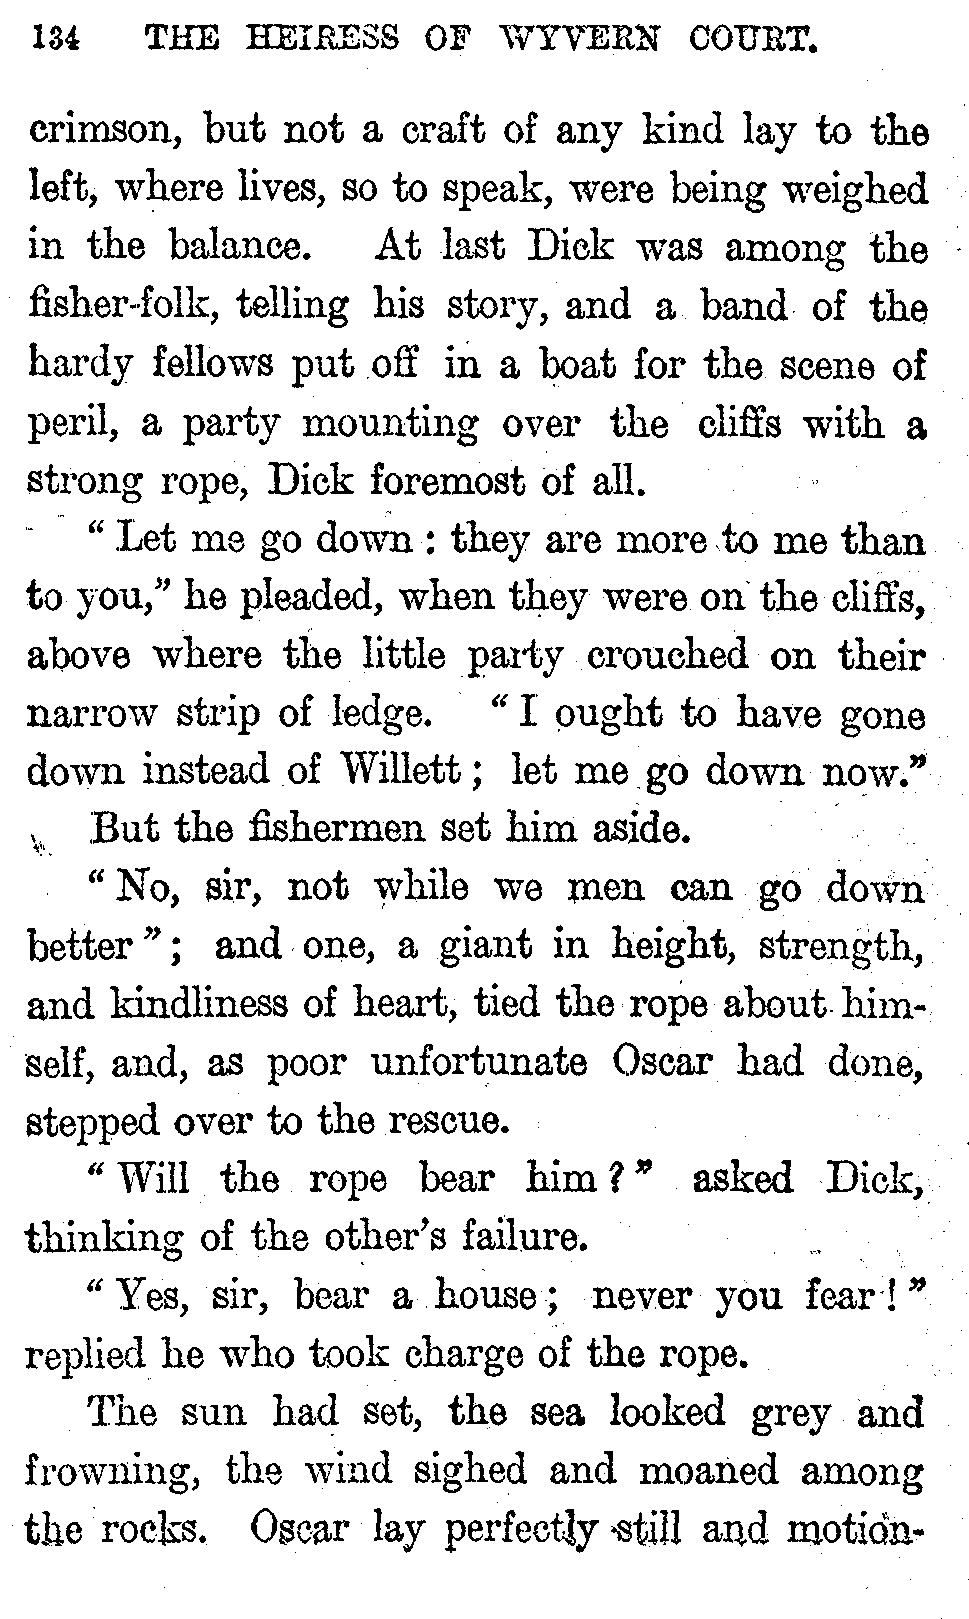 134 THE HEIRESS OF WYVERN COURT.
crimson, but not a craft of any kind lay to the
left, where lives, so to speak, were being weighed
in the balance. At last Dick was among the
fisher-folk, telling his story, and a band of the
hardy fellows put off in a boat for the scene of
peril, a party mounting over the cliffs with a
strong rope, Dick foremost of all.
“ Let me go down : they are more to me than
to you,” he pleaded, when they were on the cliffs,
above where the little party crouched on their
narrow strip of ledge. “ I ought to have gone
down instead of Willett ; let me go down now.”
But the fishermen set him aside.
“ No, sir, not while we men can go down
better ” ; and one, a giant in height, strength,
and kindliness of heart, tied the rope about him-
self, and, as poor unfortunate Oscar had done,
stepped over to the rescue.
“ Will the rope bear him ? ” asked Dick,
thinking of the other’s failure.
“ Yes, sir, bear a house ; never you fear ! ”
replied he who took charge of the rope.
The sun had set, the sea looked grey and
frowning, the wind sighed and moaned among
the rocks. Oscar lay perfectly still and motion-